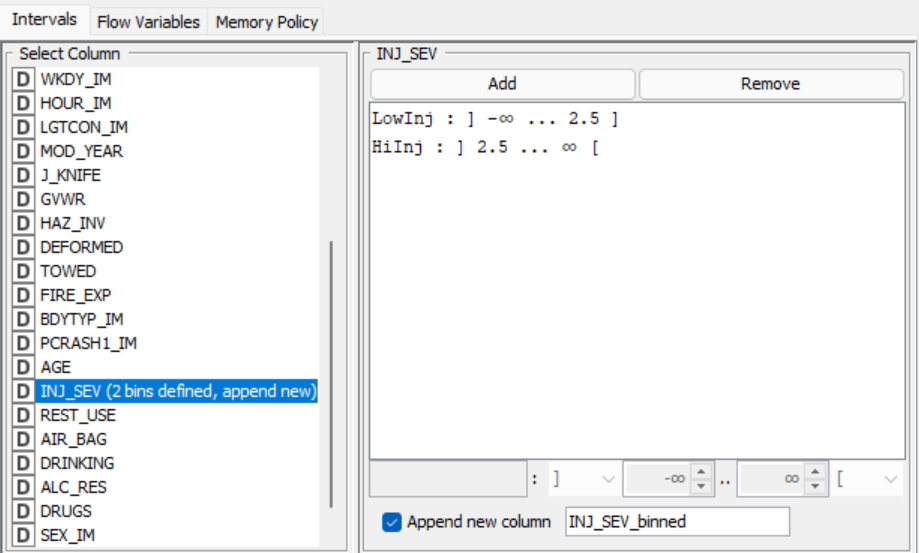 Intervals Flow Variables Memory Policy
Select Column
D WKDY_IM
D HOUR_IM
D LGTCON_IM
D MOD_YEAR
D J_KNIFE
D GVWR
D HAZ_INV
D DEFORMED
D TOWED
D FIRE_EXP
D BDYTYP_IM
D PCRASH1_IM
D AGE
D INJ_SEV (2 bins defined, append new)
D REST_USE
D AIR_BAG
D DRINKING
D ALC_RES
D DRUGS
D SEX_IM
INJ_SEV
Add Remove
LowInj : ] -∞ ... 2.5 ]
HiInj : ] 2.5 ... ∞ [
: ] -∞ .. ∞ [
Append new column INJ_SEV_binned